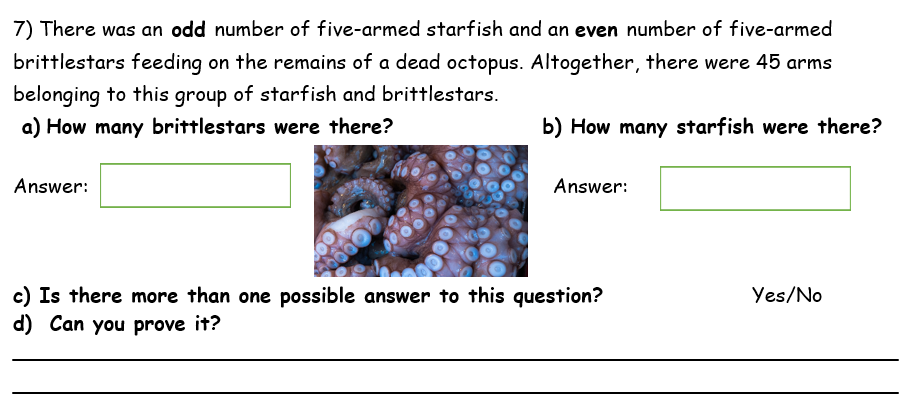 7) There was an odd number of five-armed starfish and an even number of five-armed
brittlestars feeding on the remains of a dead octopus. Altogether, there were 45 arms
belonging to this group of starfish and brittlestars.
a) How many brittlestars were there? b) How many starfish were there?
Answer: Answer:
c) Is there more than one possible answer to this question? Yes/No
d) Can you prove it?